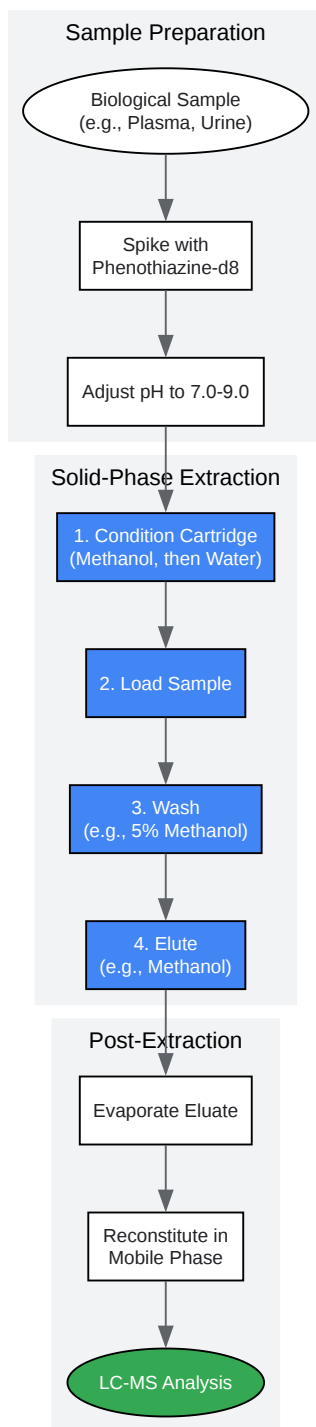 Sample Preparation
Biological Sample
(e.g., Plasma, Urine)
Spike with
Phenothiazine-d8
Adjust pH to 7.0-9.0
Solid-Phase Extraction
1. Condition Cartridge
(Methanol, then Water)
2. Load Sample
3. Wash
(e.g., 5% Methanol)
4. Elute
(e.g., Methanol)
Post-Extraction
Evaporate Eluate
Reconstitute in
Mobile Phase
LC-MS Analysis